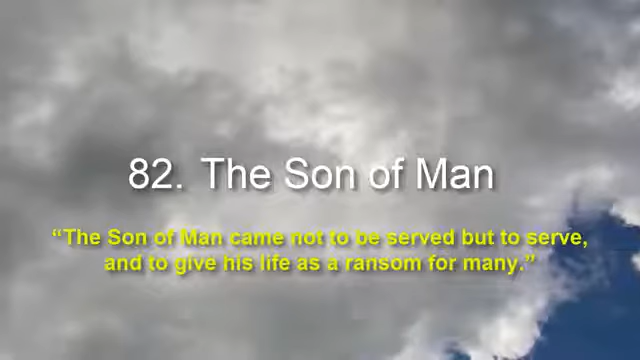 82. The Son of Man
“The Son of Man came not to be served but to serve,
and to give his life as a ransom for many.”